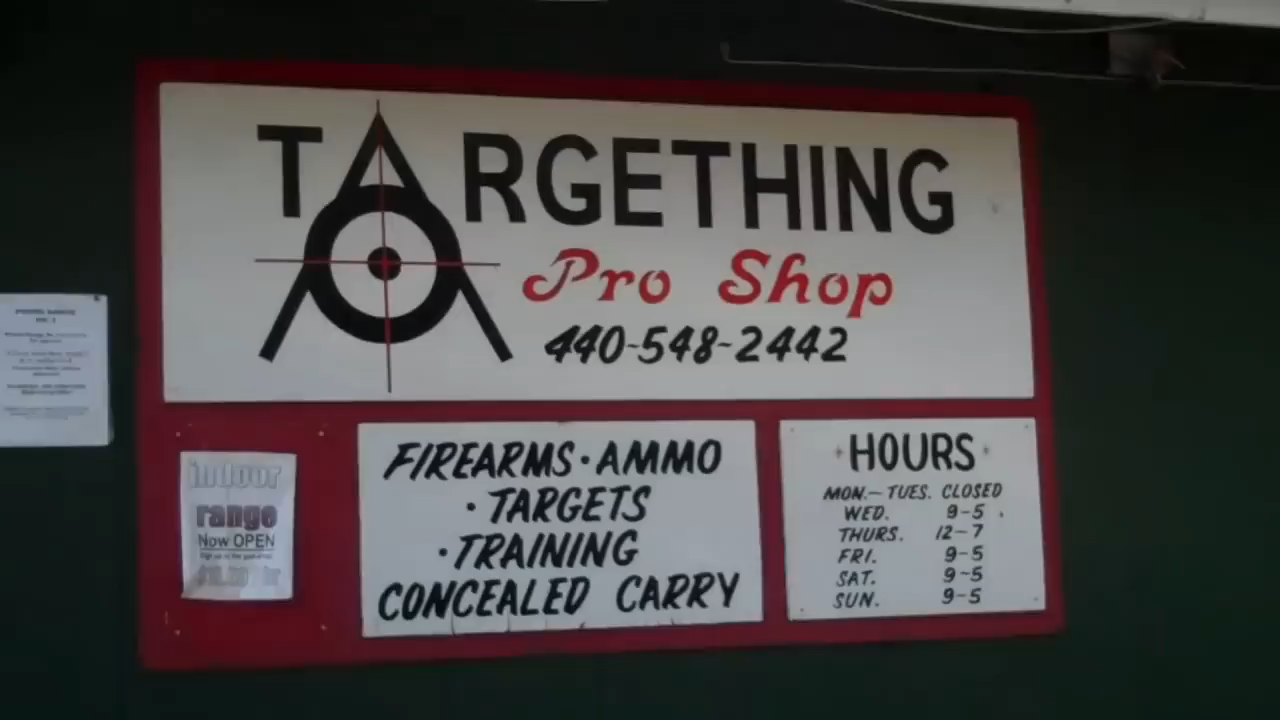 TARGETHING
Pro Shop
440-548-2442
indoor
range
Now OPEN
FIREARMS · AMMO
· TARGETS
· TRAINING
CONCEALED CARRY
HOURS
MON.- TUES. CLOSED
WED. 9-5
THURS. 12-7
FRI. 9-5
SAT. 9-5
SUN. 9-5